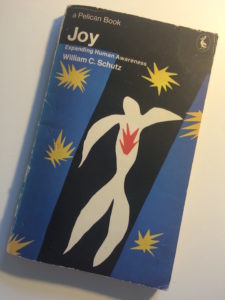 a Pelican Book
Joy
Expanding Human Awareness
William C. Schutz